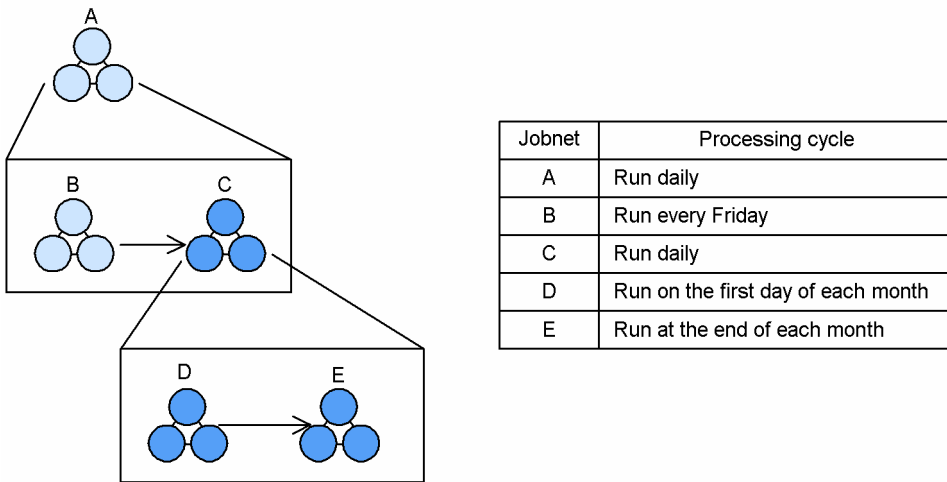 A
B
C
D
E
Jobnet Processing cycle
A Run daily
B Run every Friday
C Run daily
D Run on the first day of each month
E Run at the end of each month